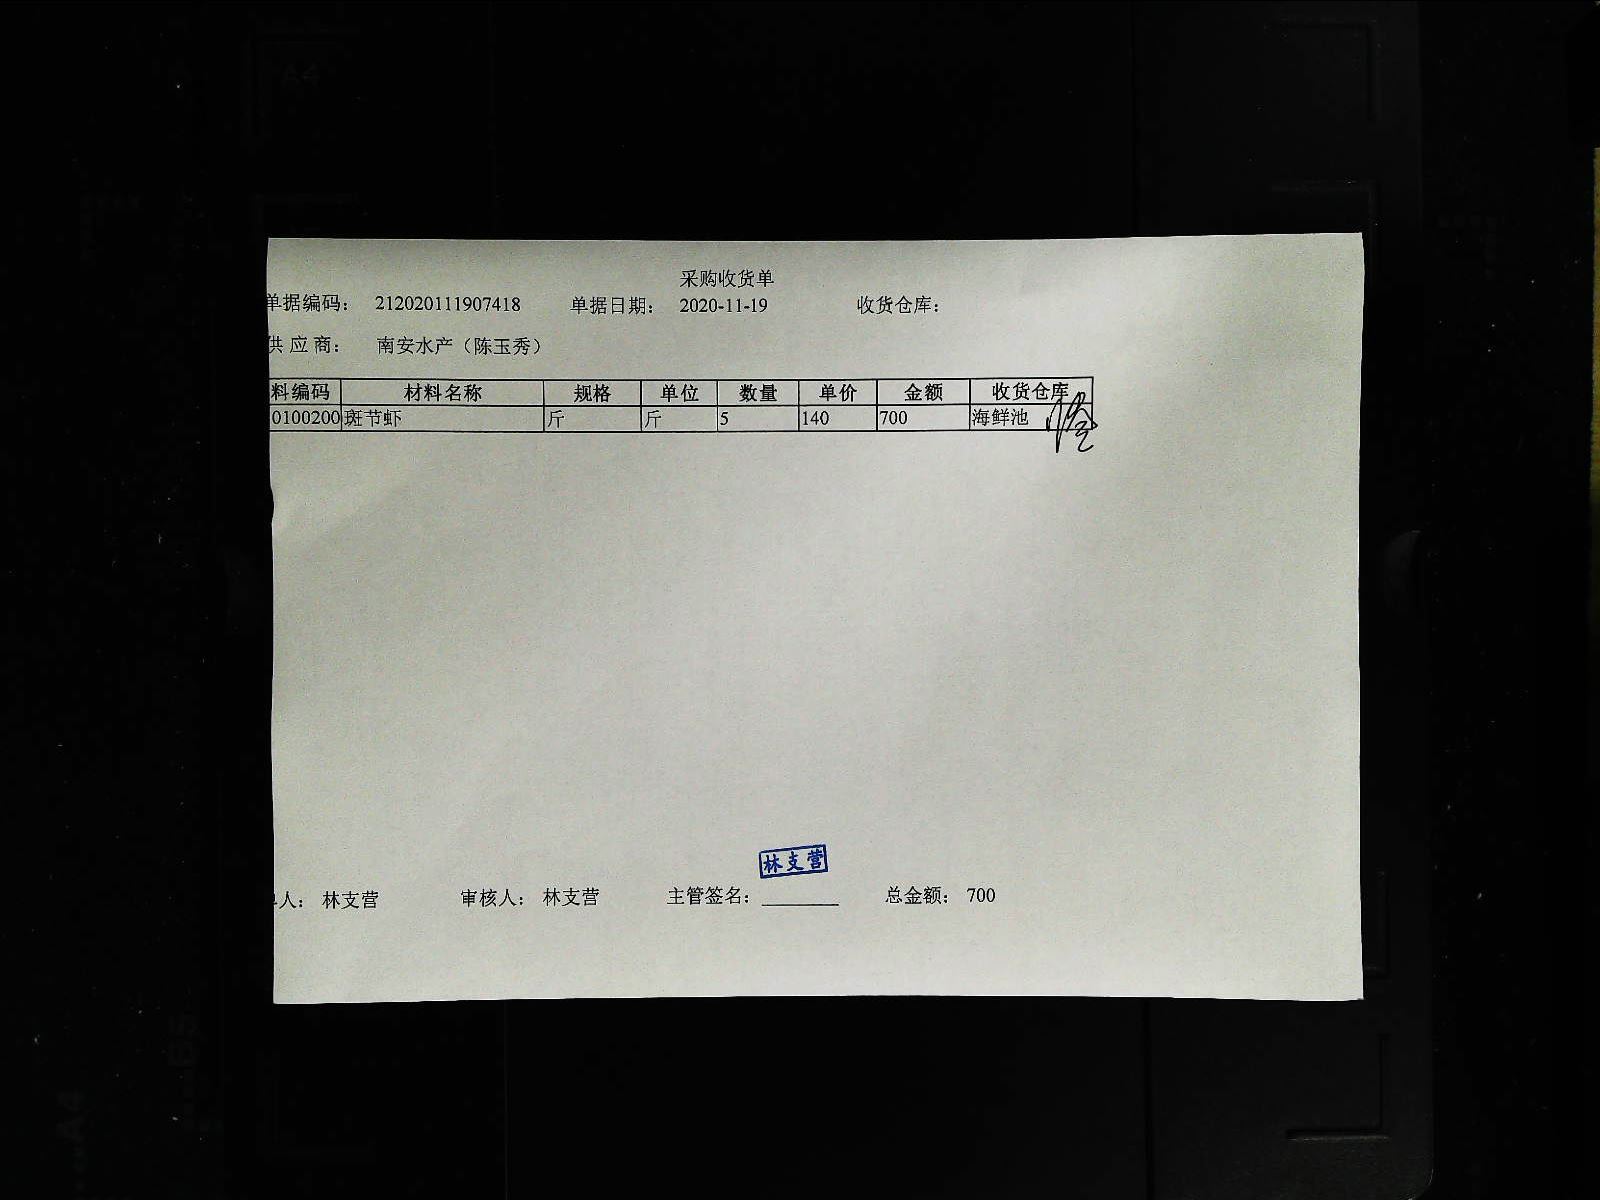 采购收货单
单据编码： 212020111907418 单据日期： 2020-11-19 收货仓库：
供应商： 南安水产（陈玉秀）
料编码 材料名称 规格 单位 数量 单价 金额 收货仓库
0100200 斑节虾 斤 斤 5 140 700 海鲜池
林支营
人： 林支营 审核人： 林支营 主管签名：________ 总金额： 700